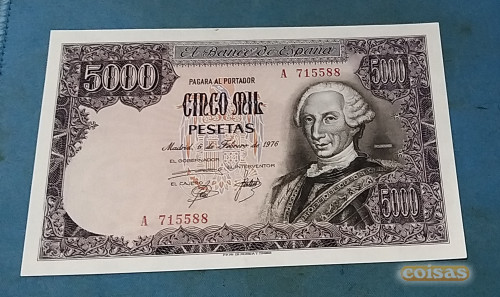 El Banco de España
5000
5000
PAGARA AL PORTADOR
A 715588
CINCO MIL
PESETAS
Madrid, 6 de Febrero de 1976
EL GOBERNADOR
EL INTERVENTOR
EL CAJERO
A 715588
5000
coisas